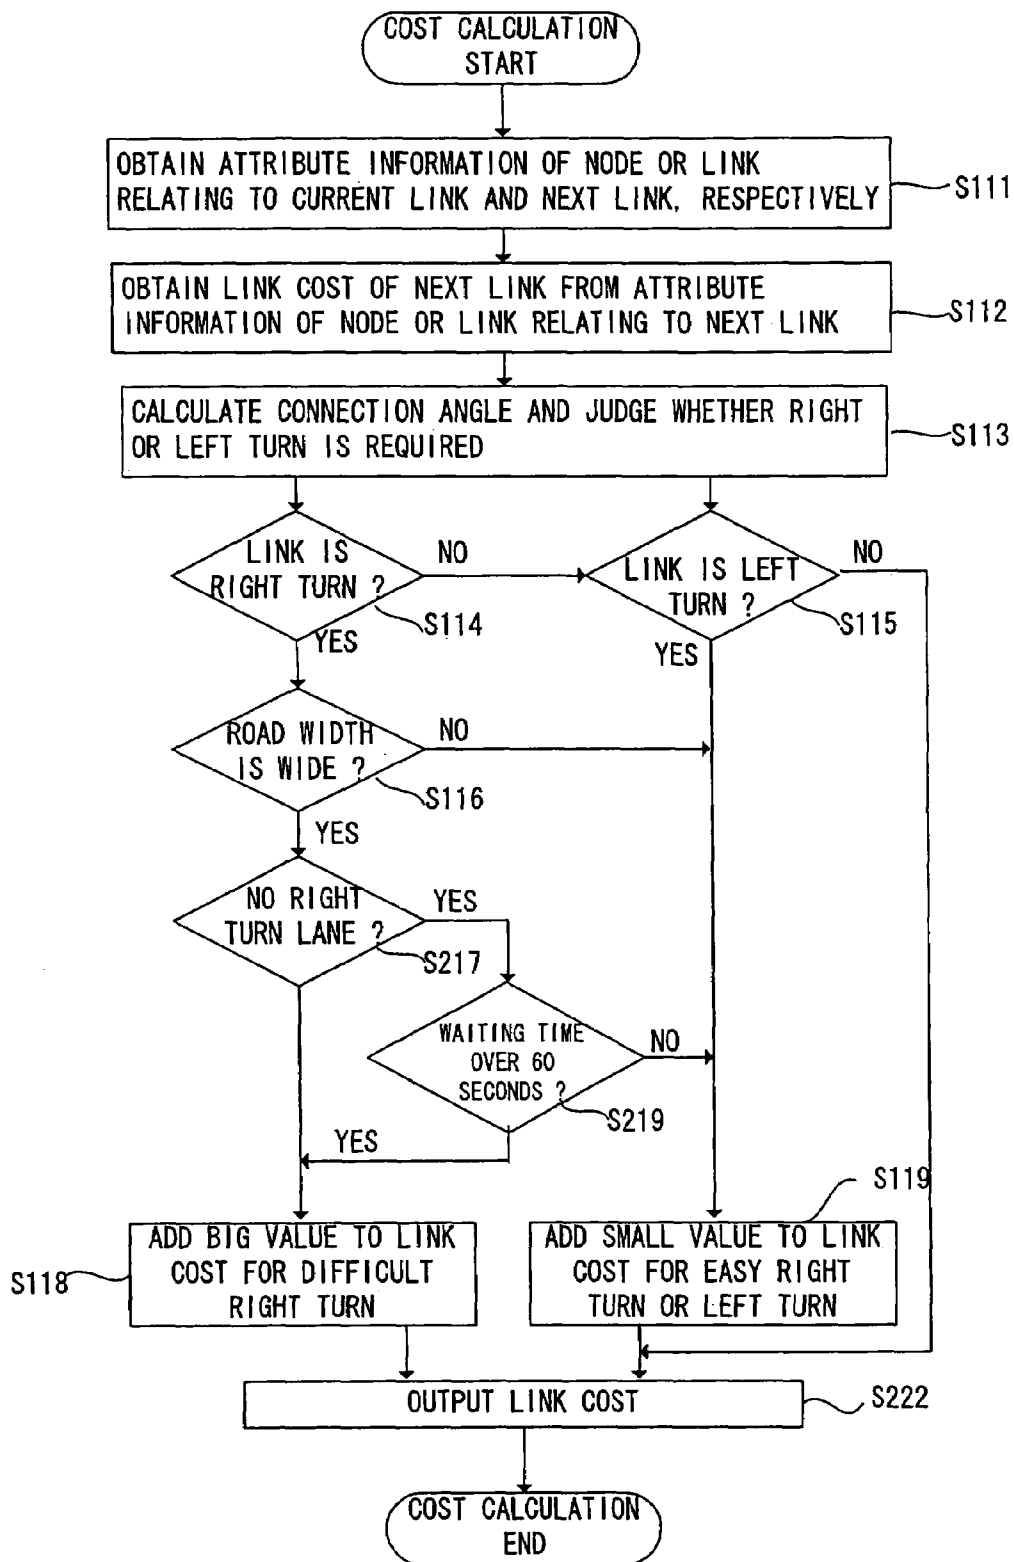 COST CALCULATION
START
OBTAIN ATTRIBUTE INFORMATION OF NODE OR LINK
RELATING TO CURRENT LINK AND NEXT LINK, RESPECTIVELY
S111
OBTAIN LINK COST OF NEXT LINK FROM ATTRIBUTE
INFORMATION OF NODE OR LINK RELATING TO NEXT LINK
S112
CALCULATE CONNECTION ANGLE AND JUDGE WHETHER RIGHT
OR LEFT TURN IS REQUIRED
S113
LINK IS
RIGHT TURN ?
NO
S114
YES
LINK IS LEFT
TURN ?
NO
S115
YES
ROAD WIDTH
IS WIDE ?
NO
S116
YES
NO RIGHT
TURN LANE ?
YES
S217
WAITING TIME
OVER 60
SECONDS ?
NO
S219
YES
S119
ADD BIG VALUE TO LINK
COST FOR DIFFICULT
RIGHT TURN
S118
ADD SMALL VALUE TO LINK
COST FOR EASY RIGHT
TURN OR LEFT TURN
OUTPUT LINK COST
S222
COST CALCULATION
END